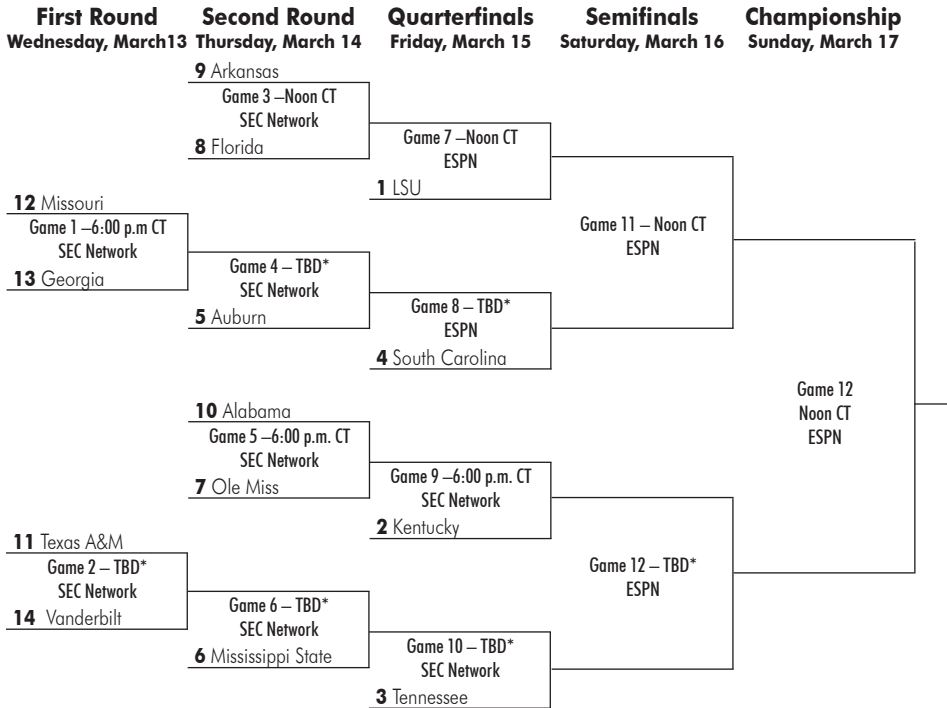 First Round
Wednesday, March13
Second Round
Thursday, March 14
Quarterfinals
Friday, March 15
Semifinals
Saturday, March 16
Championship
Sunday, March 17
9 Arkansas
Game 3 –Noon CT
SEC Network
8 Florida
Game 7 –Noon CT
ESPN
1 LSU
12 Missouri
Game 1 –6:00 p.m CT
SEC Network
13 Georgia
Game 4 – TBD*
SEC Network
5 Auburn
Game 8 – TBD*
ESPN
4 South Carolina
Game 11 – Noon CT
ESPN
10 Alabama
Game 5 –6:00 p.m. CT
SEC Network
7 Ole Miss
Game 9 –6:00 p.m. CT
SEC Network
2 Kentucky
11 Texas A&M
Game 2 – TBD*
SEC Network
14 Vanderbilt
Game 6 – TBD*
SEC Network
6 Mississippi State
Game 10 – TBD*
SEC Network
3 Tennessee
Game 12 – TBD*
ESPN
Game 12
Noon CT
ESPN